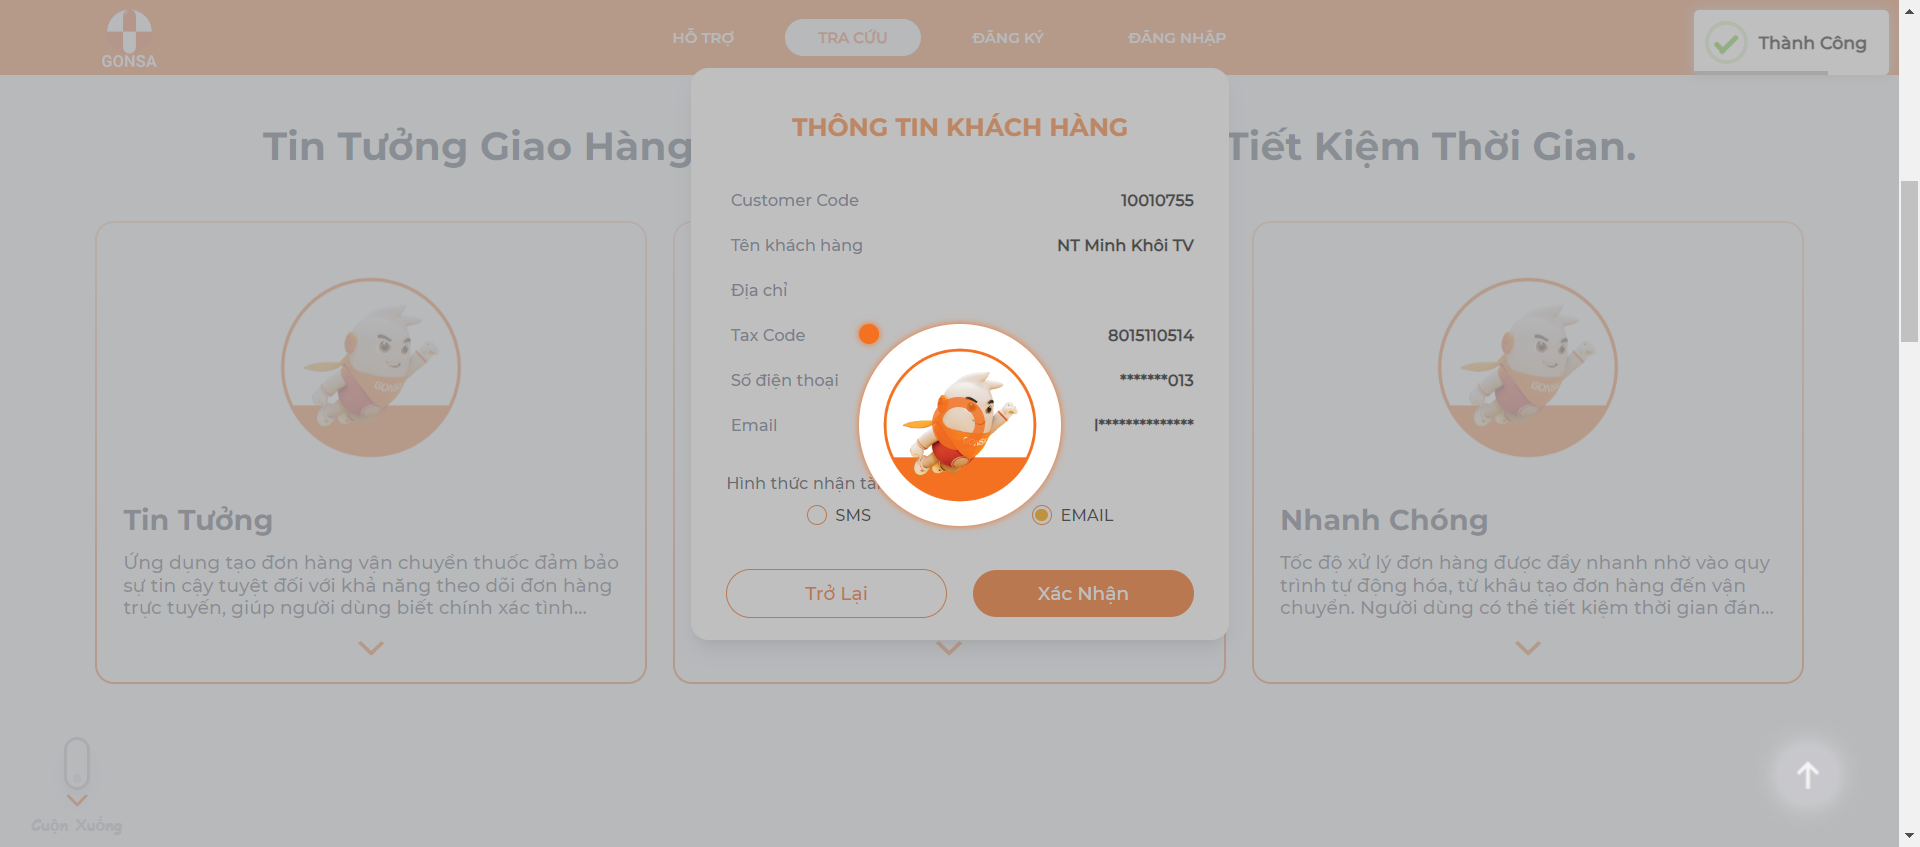 GONSA
HỖ TRỢ
TRA CỨU
ĐĂNG KÝ
ĐĂNG NHẬP
Thành Công
Tin Tưởng Giao Hàng
Tiết Kiệm Thời Gian.
THÔNG TIN KHÁCH HÀNG
Customer Code 10010755
Tên khách hàng NT Minh Khôi TV
Địa chỉ
Tax Code 8015110514
Số điện thoại *******013
Email l**************
Hình thức nhận
SMS
EMAIL
Trở Lại
Xác Nhận
Tin Tưởng
Ứng dụng tạo đơn hàng vận chuyển thuốc đảm bảo
sự tin cậy tuyệt đối với khả năng theo dõi đơn hàng
trực tuyến, giúp người dùng biết chính xác tình...
Nhanh Chóng
Tốc độ xử lý đơn hàng được đẩy nhanh nhờ vào quy
trình tự động hóa, từ khâu tạo đơn hàng đến vận
chuyển. Người dùng có thể tiết kiệm thời gian đán...
Cuộn Xuống